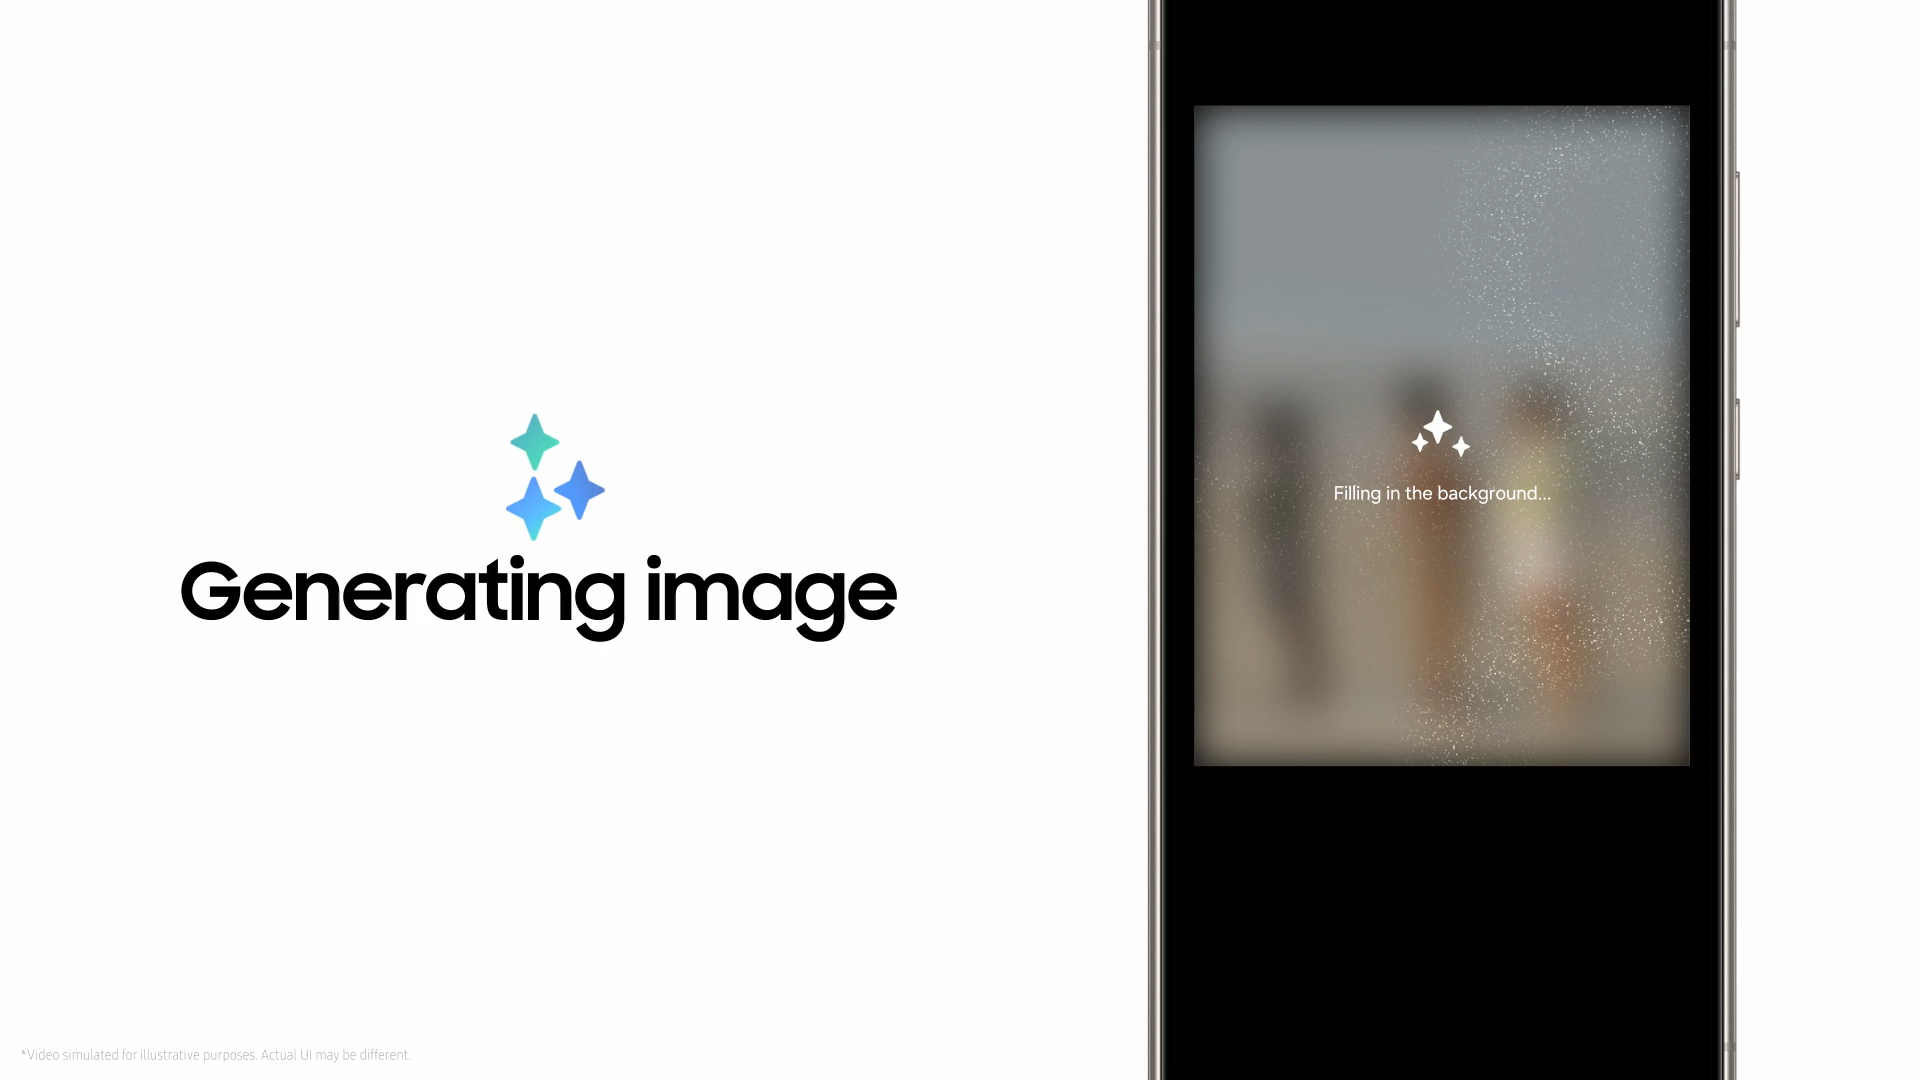 Generating image
Filling in the background...
*Video simulated for illustrative purposes. Actual UI may be different.